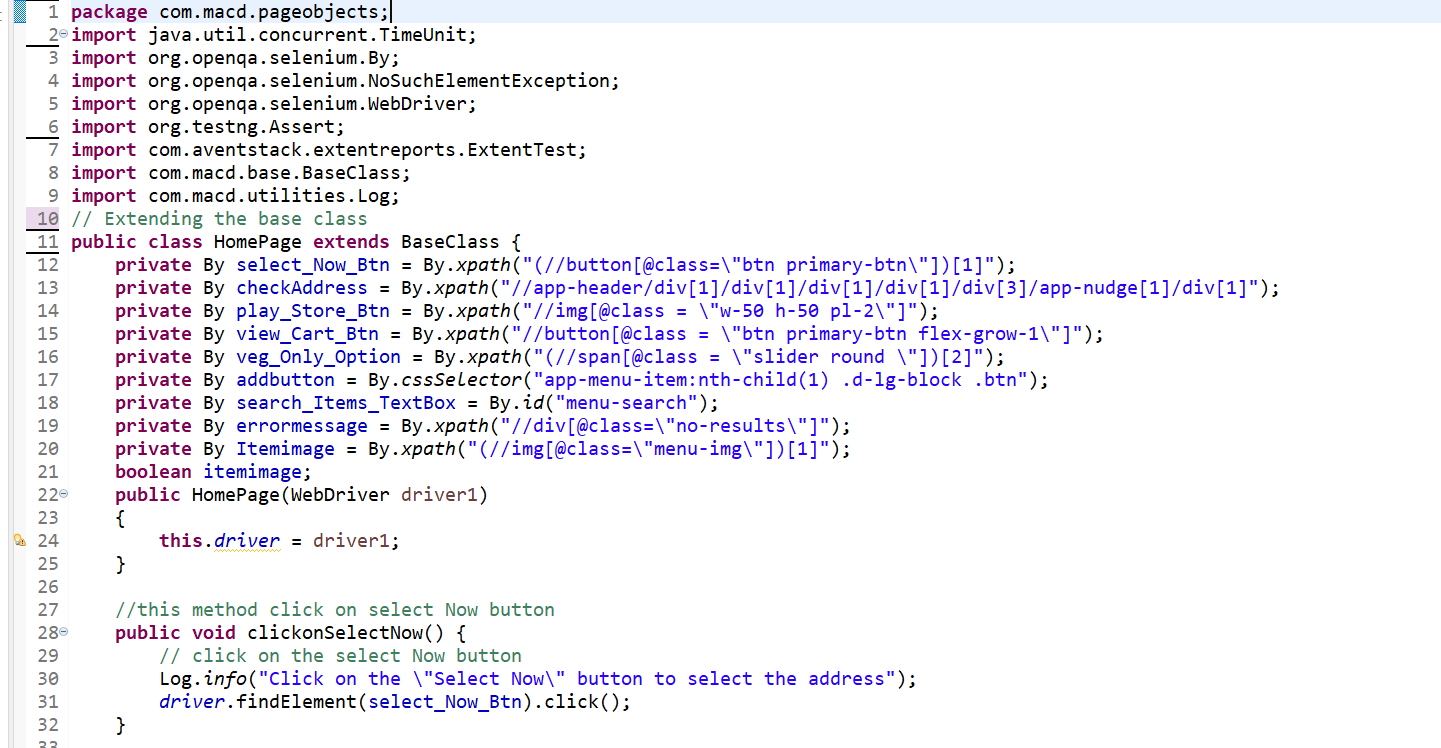 1 package com.macd.pageobjects;
2 import java.util.concurrent.TimeUnit;
3 import org.openqa.selenium.By;
4 import org.openqa.selenium.NoSuchElementException;
5 import org.openqa.selenium.WebDriver;
6 import org.testng.Assert;
7 import com.aventstack.extentreports.ExtentTest;
8 import com.macd.base.BaseClass;
9 import com.macd.utilities.Log;
10 // Extending the base class
11 public class HomePage extends BaseClass {
12     private By select_Now_Btn = By.xpath("(//button[@class=\"btn primary-btn\"])[1]");
13     private By checkAddress = By.xpath("//app-header/div[1]/div[1]/div[1]/div[1]/div[3]/app-nudge[1]/div[1]");
14     private By play_Store_Btn = By.xpath("//img[@class = \"w-50 h-50 pl-2\"]");
15     private By view_Cart_Btn = By.xpath("//button[@class = \"btn primary-btn flex-grow-1\"]");
16     private By veg_Only_Option = By.xpath("(//span[@class = \"slider round \"])[2]");
17     private By addbutton = By.cssSelector("app-menu-item:nth-child(1) .d-lg-block .btn");
18     private By search_Items_TextBox = By.id("menu-search");
19     private By errormessage = By.xpath("//div[@class=\"no-results\"]");
20     private By Itemimage = By.xpath("(//img[@class=\"menu-img\"])[1]");
21     boolean itemimage;
22     public HomePage(WebDriver driver1)
23     {
24         this.driver = driver1;
25     }
26
27     //this method click on select Now button
28     public void clickonSelectNow() {
29         // click on the select Now button
30         Log.info("Click on the \"Select Now\" button to select the address");
31         driver.findElement(select_Now_Btn).click();
32     }
33